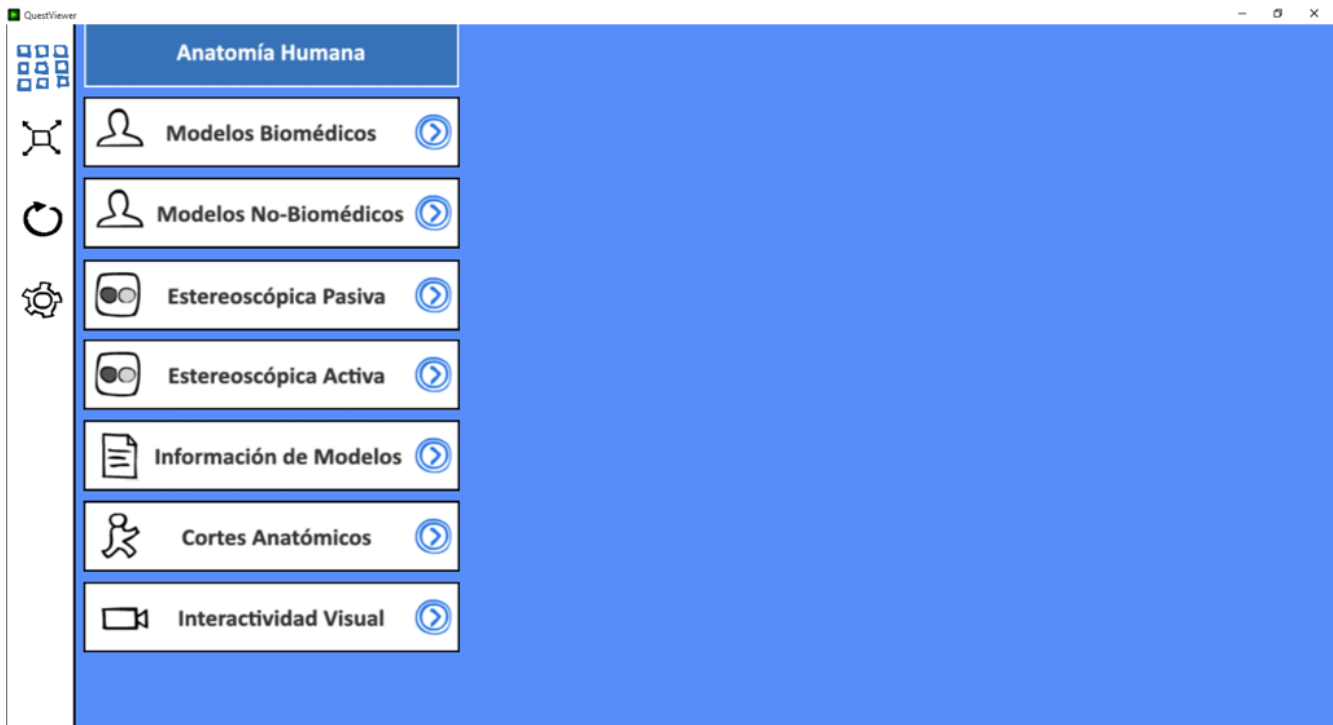 QuestViewer
Anatomía Humana
Modelos Biomédicos
Modelos No-Biomédicos
Estereoscópica Pasiva
Estereoscópica Activa
Información de Modelos
Cortes Anatómicos
Interactividad Visual